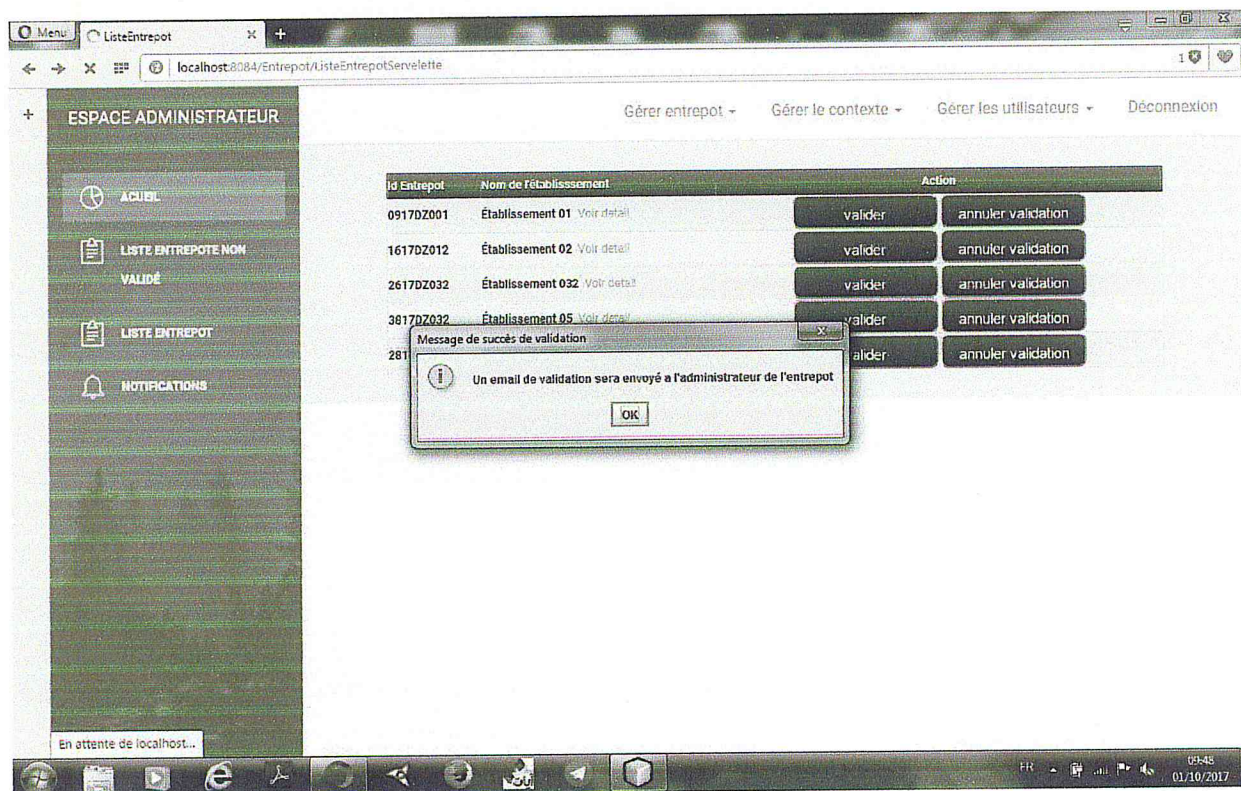 Menu ListeEntrepot
localhost:8084/Entrepot/ListeEntrepotServelette 1
ESPACE ADMINISTRATEUR
Gérer entrepot Gérer le contexte Gérer les utilisateurs Déconnexion
ACUEIL
LISTE ENTREPOTE NON
VALIDÉ
LISTE ENTREPOT
NOTIFICATIONS
Id Entrepot Nom de l'établisssement Action
0917DZ001 Établissement 01 Voir detail valider annuler validation
1617DZ012 Établissement 02 Voir detail valider annuler validation
2617DZ032 Établissement 032 Voir detail valider annuler validation
3817DZ032 Établissement 05 Voir detail valider annuler validation
281 alider annuler validation
Message de succès de validation
Un email de validation sera envoyé a l'administrateur de l'entrepot
OK
En attente de localhost...
FR
09:48
01/10/2017